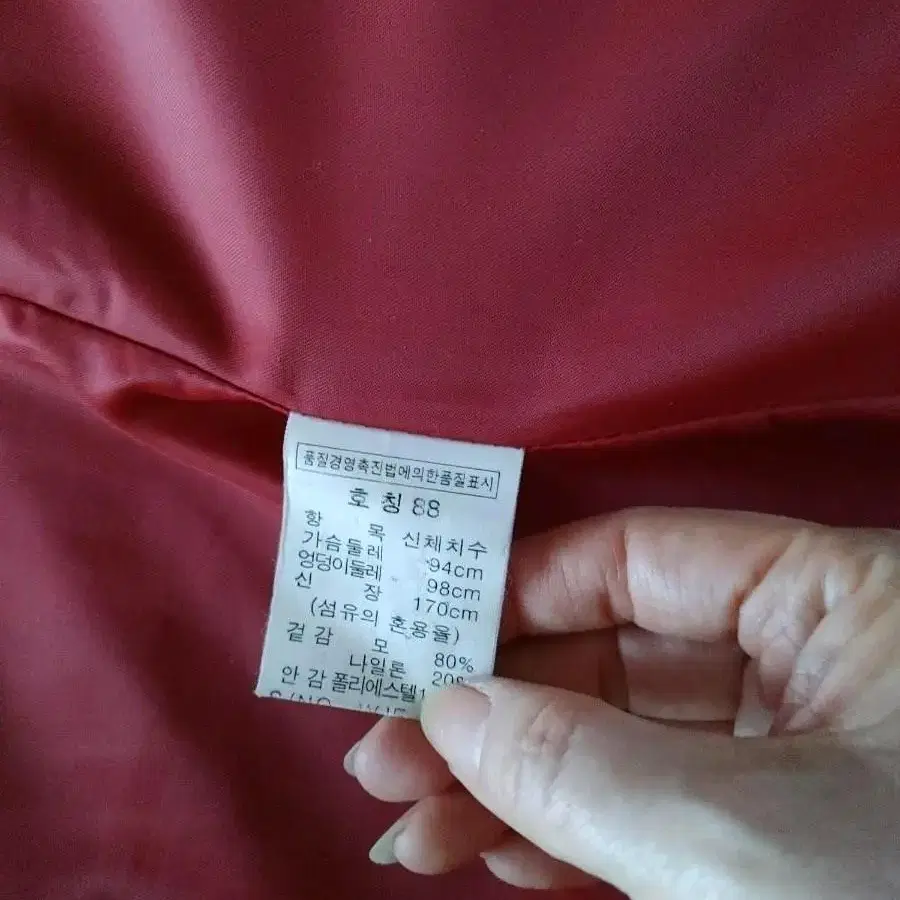 품질경영촉진법에의한품질표시
호 칭 88
항 목 신체치수
가슴둘레 94cm
엉덩이둘레 98cm
신 장 170cm
(섬유의 혼용율)
겉감 모 80%
나일론 20%
안감 폴리에스텔
S/NO